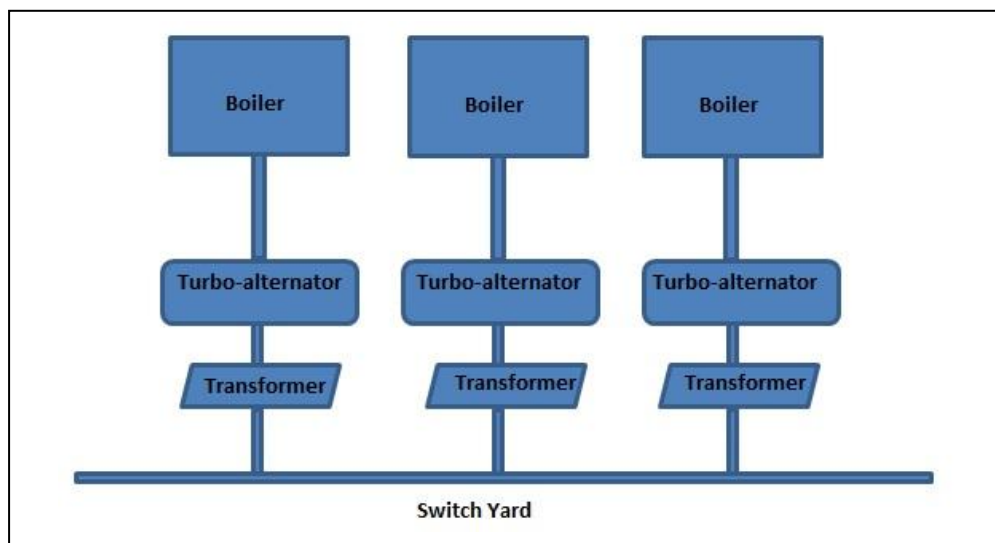 Boiler
Boiler
Boiler
Turbo-alternator
Turbo-alternator
Turbo-alternator
Transformer
Transformer
Transformer
Switch Yard